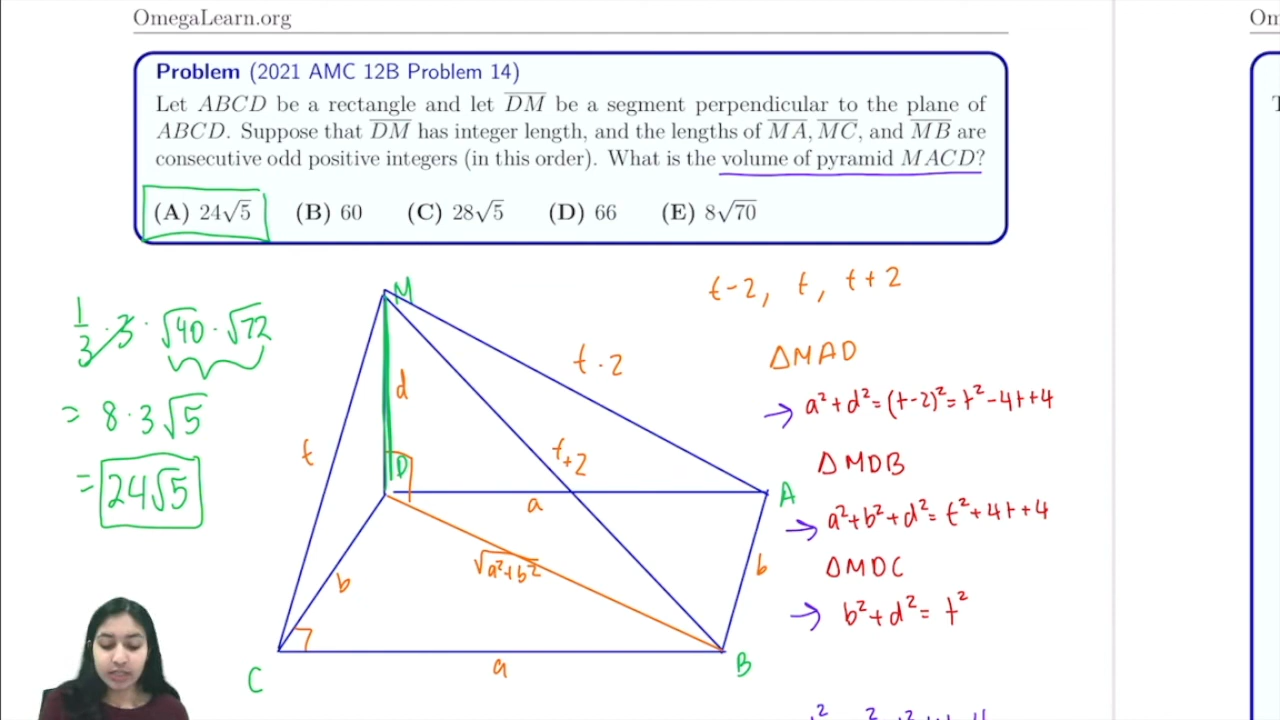 OmegaLearn.org
Om
Problem (2021 AMC 12B Problem 14)
Let ABCD be a rectangle and let DM be a segment perpendicular to the plane of
ABCD. Suppose that DM has integer length, and the lengths of MA, MC, and MB are
consecutive odd positive integers (in this order). What is the volume of pyramid MACD?
(A) 24√5 (B) 60 (C) 28√5 (D) 66 (E) 8√70
T
t-2, t, t+2
M
1/3 · 3 · √40 · √72
= 8·3√5
= 24√5
t
d
t-2
t+2
D
a
A
√a²+b²
b
b
C
a
B
ΔMAD
→ a²+d²=(t-2)²=t²-4t+4
ΔMDB
→ a²+b²+d²=t²+4t+4
ΔMDC
→ b²+d²=t²